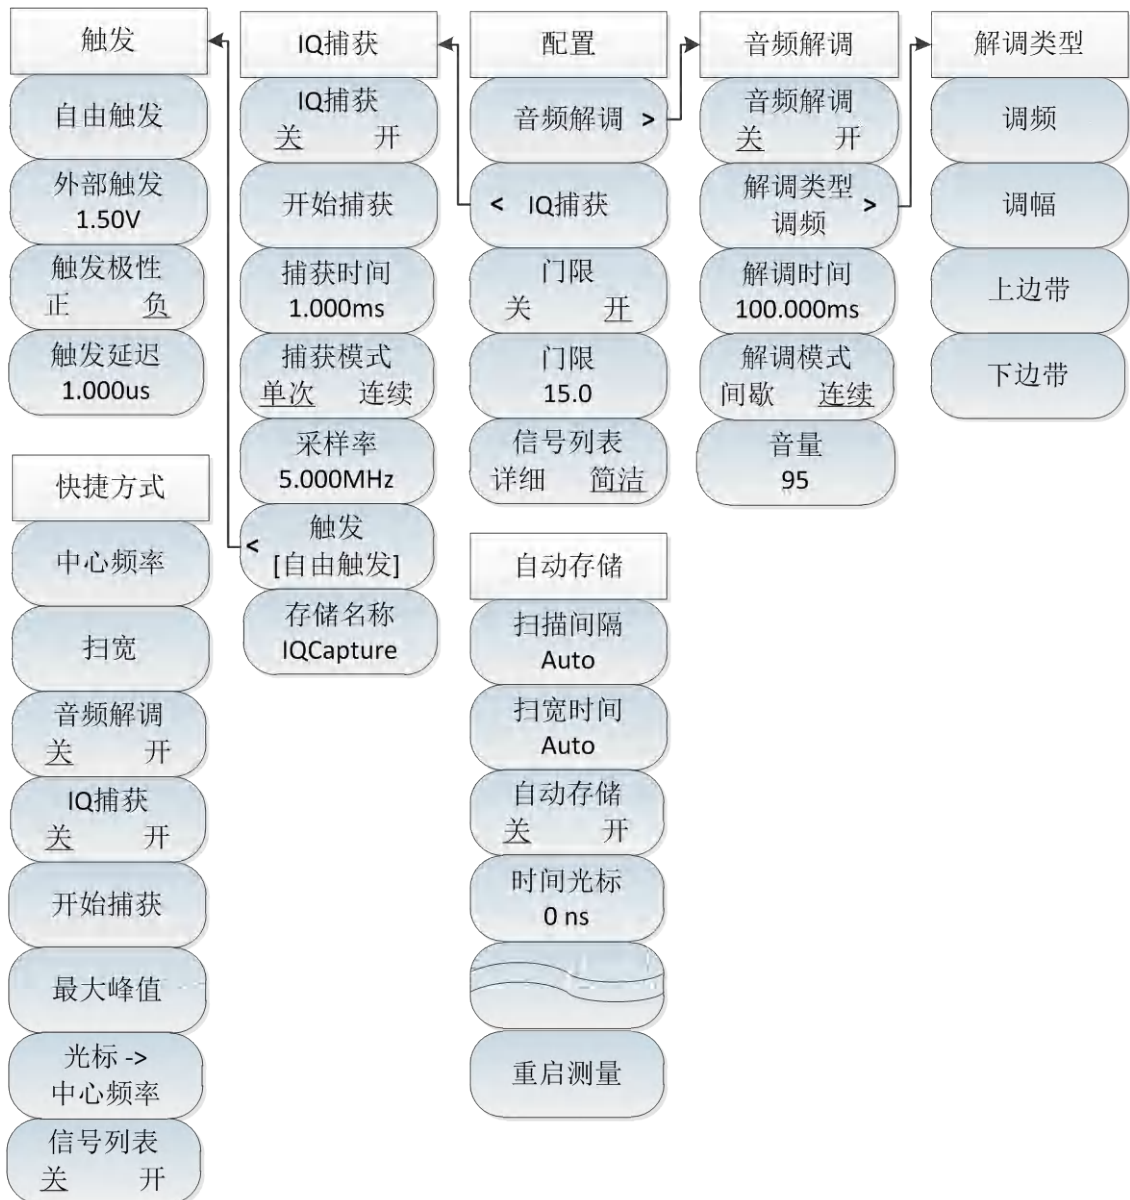 触发
自由触发
外部触发
1.50V
触发极性
正 负
触发延迟
1.000us
IQ捕获
IQ捕获
关 开
开始捕获
捕获时间
1.000ms
捕获模式
单次 连续
采样率
5.000MHz
< 触发
[自由触发]
存储名称
IQCapture
配置
音频解调 >
< IQ捕获
门限
关 开
门限
15.0
信号列表
详细 简洁
音频解调
音频解调
关 开
解调类型 >
调频
解调时间
100.000ms
解调模式
间歇 连续
音量
95
解调类型
调频
调幅
上边带
下边带
快捷方式
中心频率
扫宽
音频解调
关 开
IQ捕获
关 开
开始捕获
最大峰值
光标 ->
中心频率
信号列表
关 开
自动存储
扫描间隔
Auto
扫宽时间
Auto
自动存储
关 开
时间光标
0 ns
重启测量